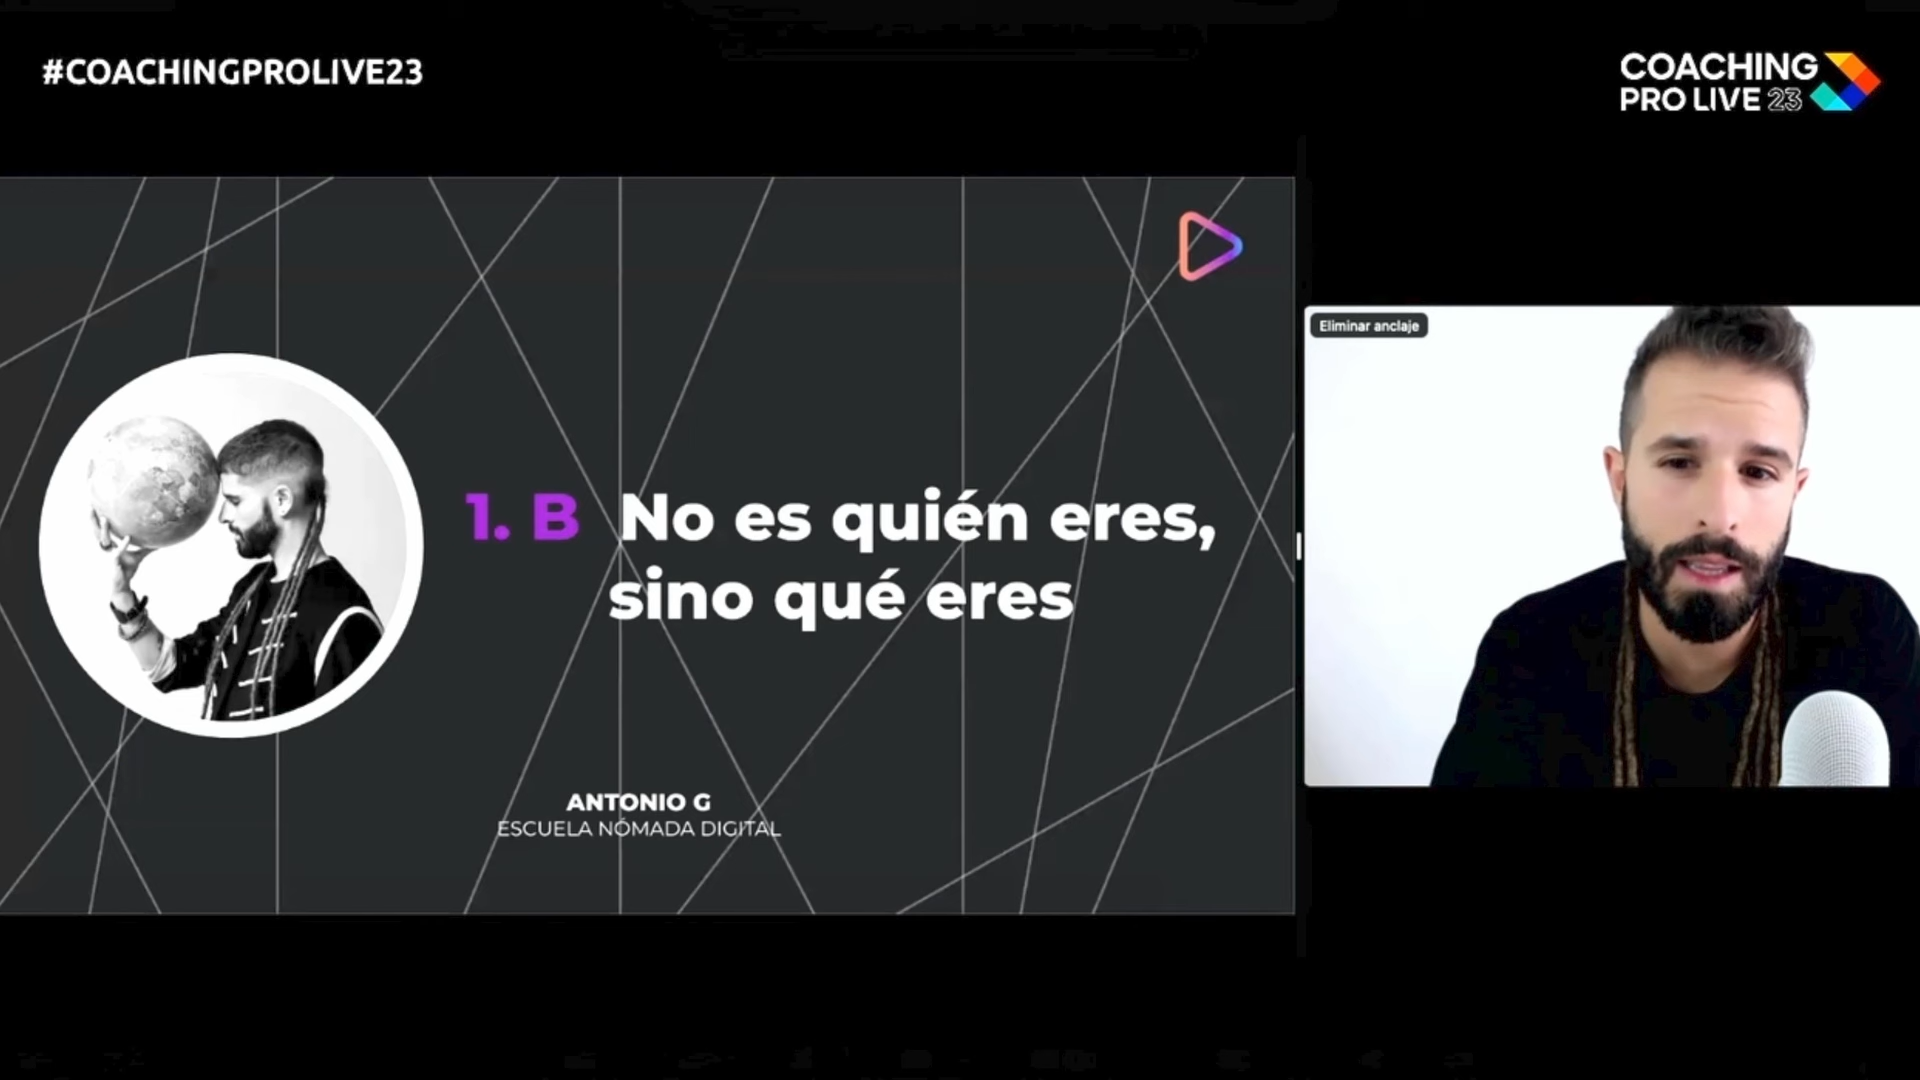 #COACHINGPROLIVE23
COACHING
PRO LIVE 23
Eliminar anclaje
1. B No es quién eres,
sino qué eres
ANTONIO G
ESCUELA NÓMADA DIGITAL